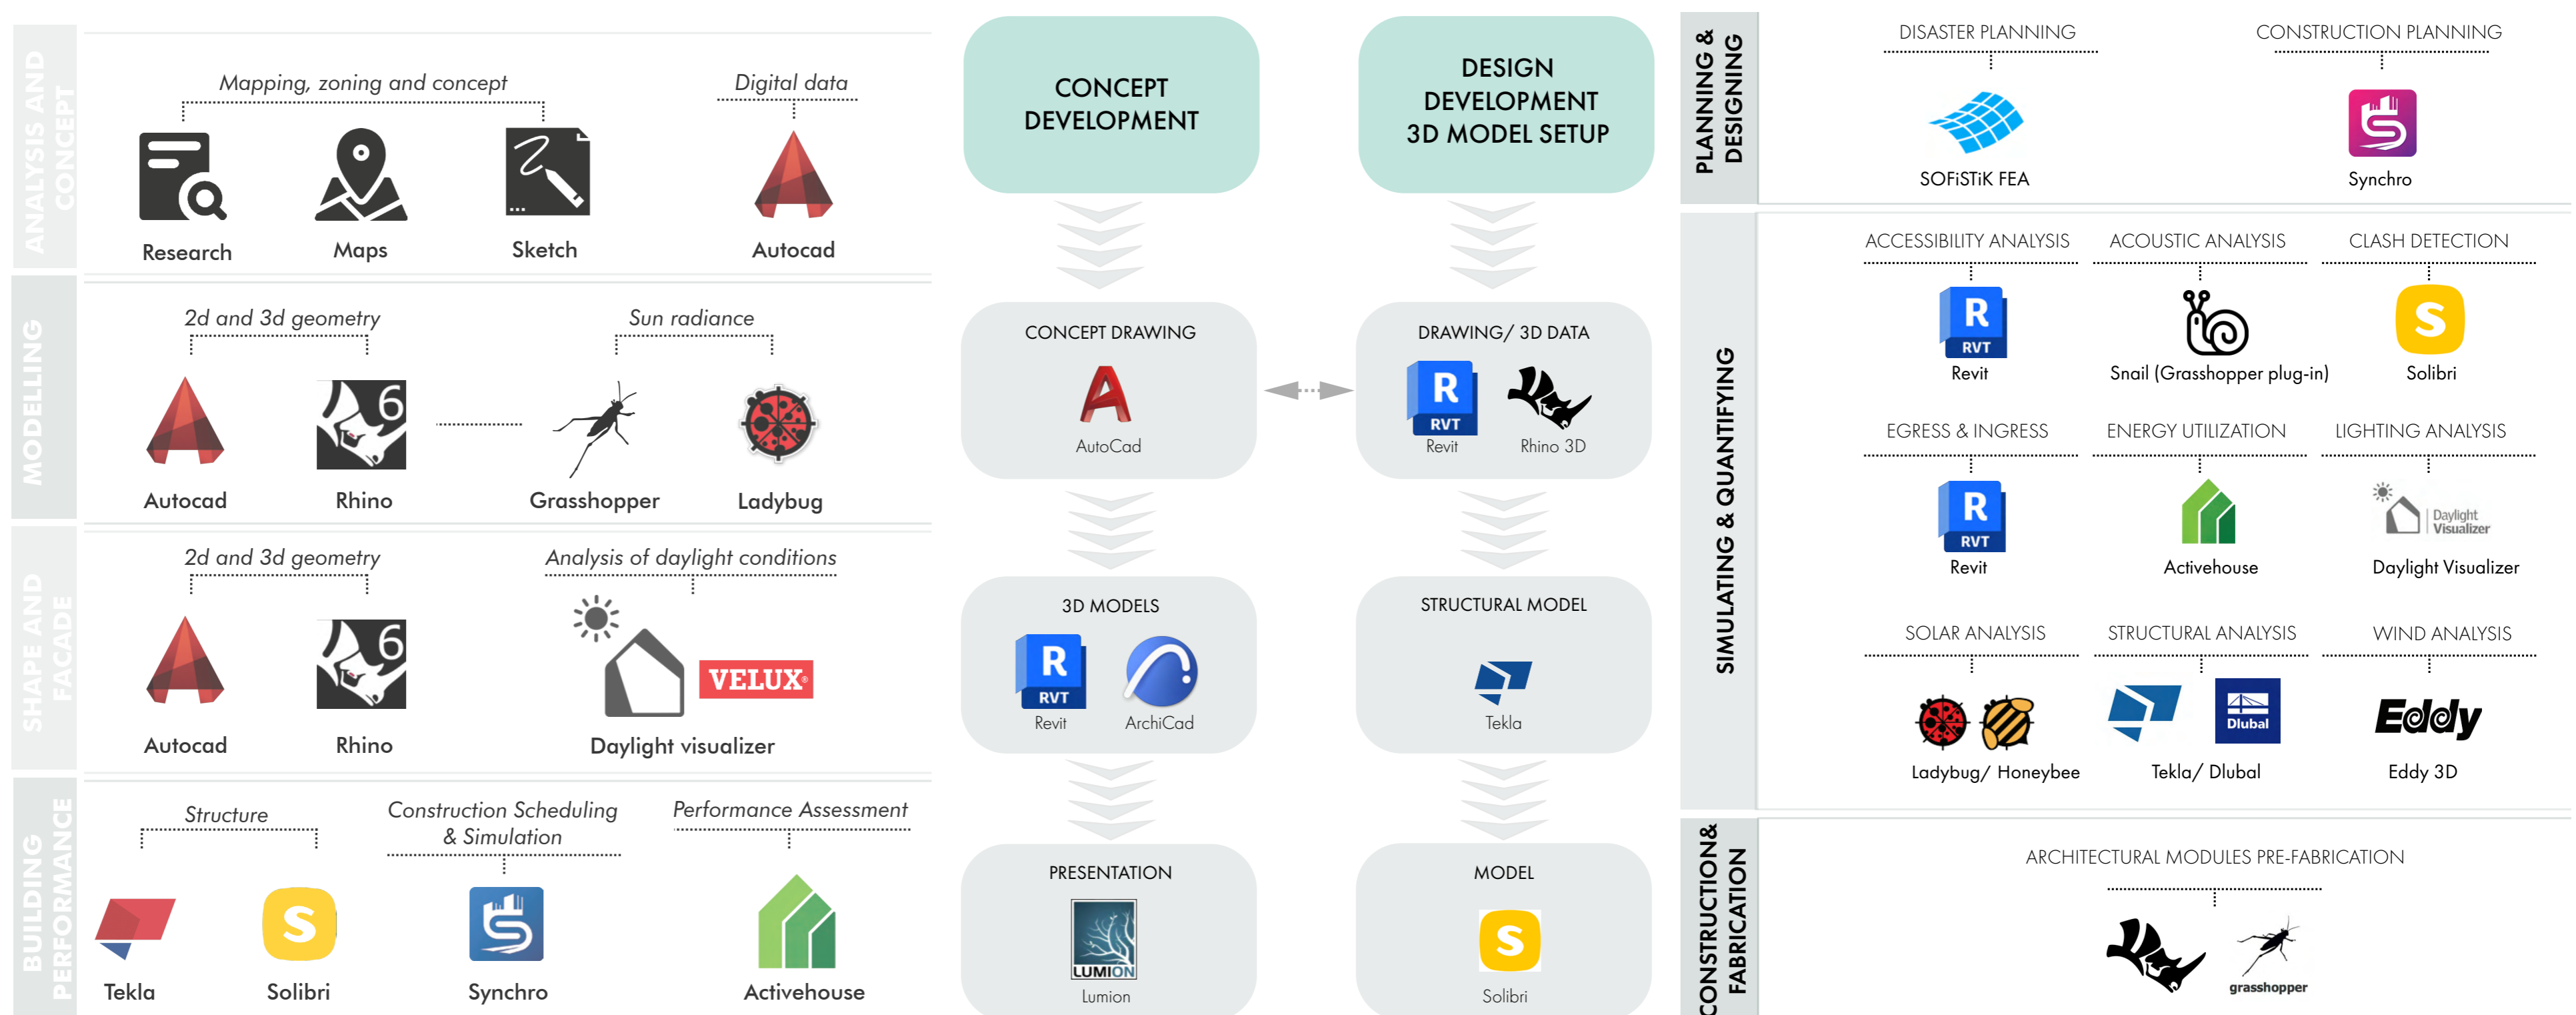 ANALYSIS AND
CONCEPT
Mapping, zoning and concept
Digital data
Research
Maps
Sketch
Autocad
MODELLING
2d and 3d geometry
Sun radiance
6
Autocad
Rhino
Grasshopper
Ladybug
SHAPE AND
FACADE
2d and 3d geometry
Analysis of daylight conditions
6
VELUX®
Autocad
Rhino
Daylight visualizer
BUILDING
PERFORMANCE
Structure
Construction Scheduling
& Simulation
Performance Assessment
S
S
Tekla
Solibri
Synchro
Activehouse
CONCEPT
DEVELOPMENT
CONCEPT DRAWING
A
AutoCad
3D MODELS
R
RVT
Revit
ArchiCad
PRESENTATION
LUMION
Lumion
DESIGN
DEVELOPMENT
3D MODEL SETUP
DRAWING/ 3D DATA
R
RVT
Revit
Rhino 3D
STRUCTURAL MODEL
Tekla
MODEL
S
Solibri
PLANNING &
DESIGNING
DISASTER PLANNING
CONSTRUCTION PLANNING
S
SOFiSTiK FEA
Synchro
SIMULATING & QUANTIFYING
ACCESSIBILITY ANALYSIS
ACOUSTIC ANALYSIS
CLASH DETECTION
R
RVT
S
Revit
Snail (Grasshopper plug-in)
Solibri
EGRESS & INGRESS
ENERGY UTILIZATION
LIGHTING ANALYSIS
R
RVT
Daylight
Visualizer
Revit
Activehouse
Daylight Visualizer
SOLAR ANALYSIS
STRUCTURAL ANALYSIS
WIND ANALYSIS
Dlubal
Eddy
Ladybug/ Honeybee
Tekla/ Dlubal
Eddy 3D
CONSTRUCTION&
FABRICATION
ARCHITECTURAL MODULES PRE-FABRICATION
grasshopper